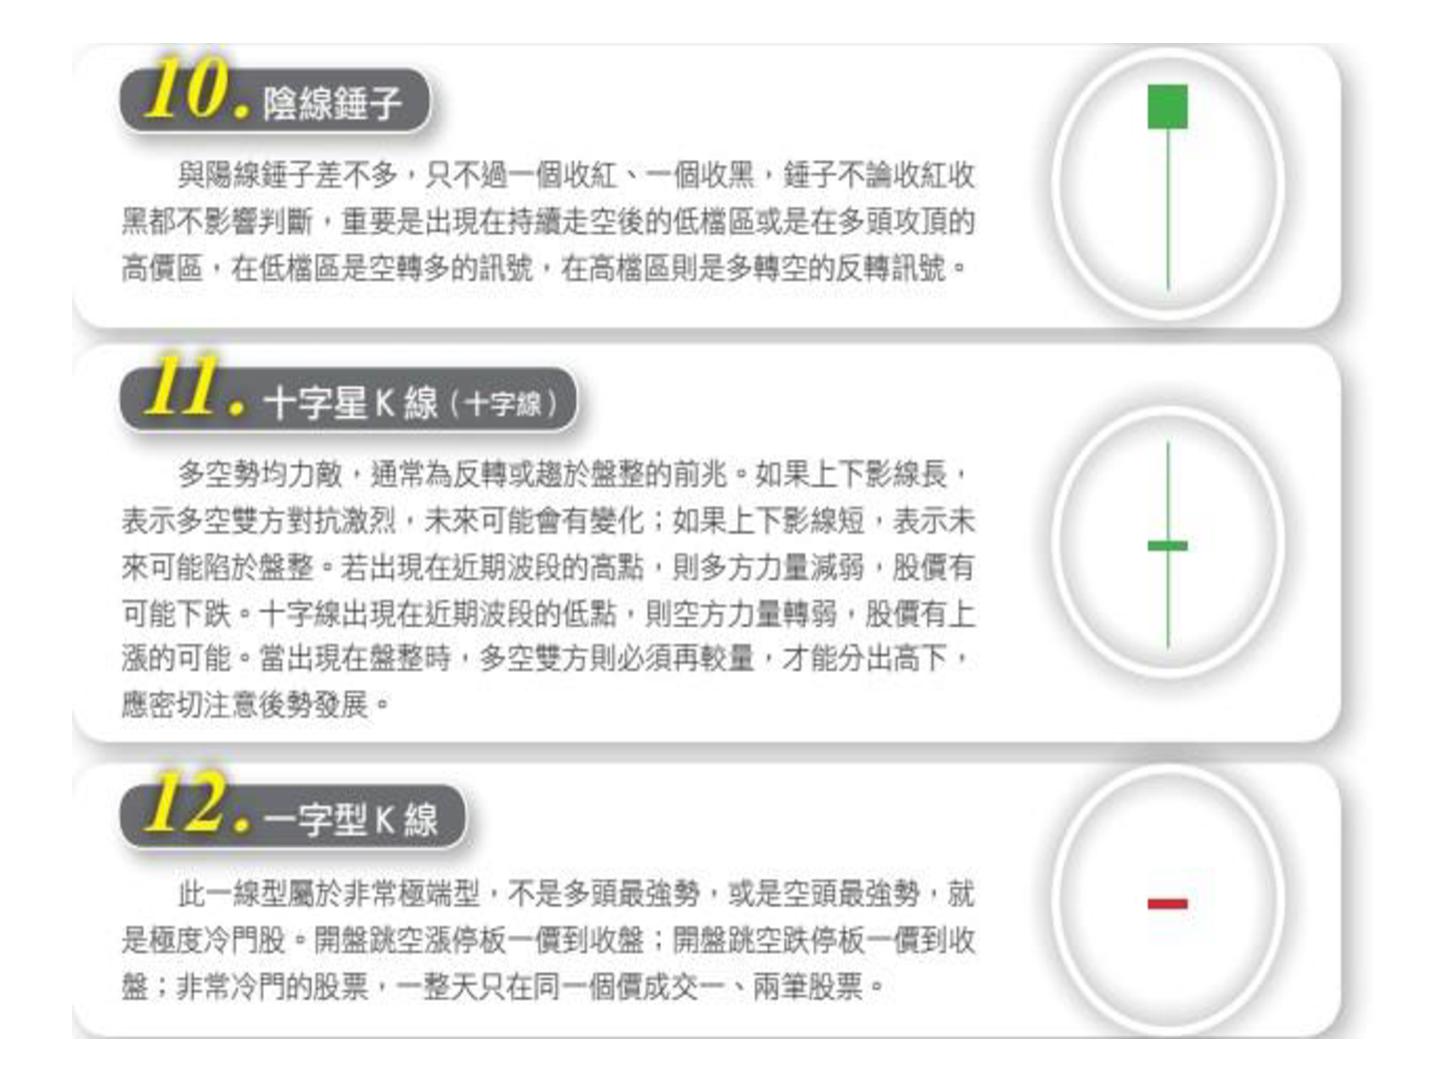 10. 陰線錘子
與陽線錘子差不多，只不過一個收紅、一個收黑，錘子不論收紅收
黑都不影響判斷，重要是出現在持續走空後的低檔區或是在多頭攻頂的
高價區，在低檔區是空轉多的訊號，在高檔區則是多轉空的反轉訊號。
11. 十字星K線（十字線）
多空勢均力敵，通常為反轉或趨於盤整的前兆。如果上下影線長，
表示多空雙方對抗激烈，未來可能會有變化；如果上下影線短，表示未
來可能陷於盤整。若出現在近期波段的高點，則多方力量減弱，股價有
可能下跌。十字線出現在近期波段的低點，則空方力量轉弱，股價有上
漲的可能。當出現在盤整時，多空雙方則必須再較量，才能分出高下，
應密切注意後勢發展。
12. 一字型K線
此一線型屬於非常極端型，不是多頭最強勢，或是空頭最強勢，就
是極度冷門股。開盤跳空漲停板一價到收盤；開盤跳空跌停板一價到收
盤；非常冷門的股票，一整天只在同一個價成交一、兩筆股票。